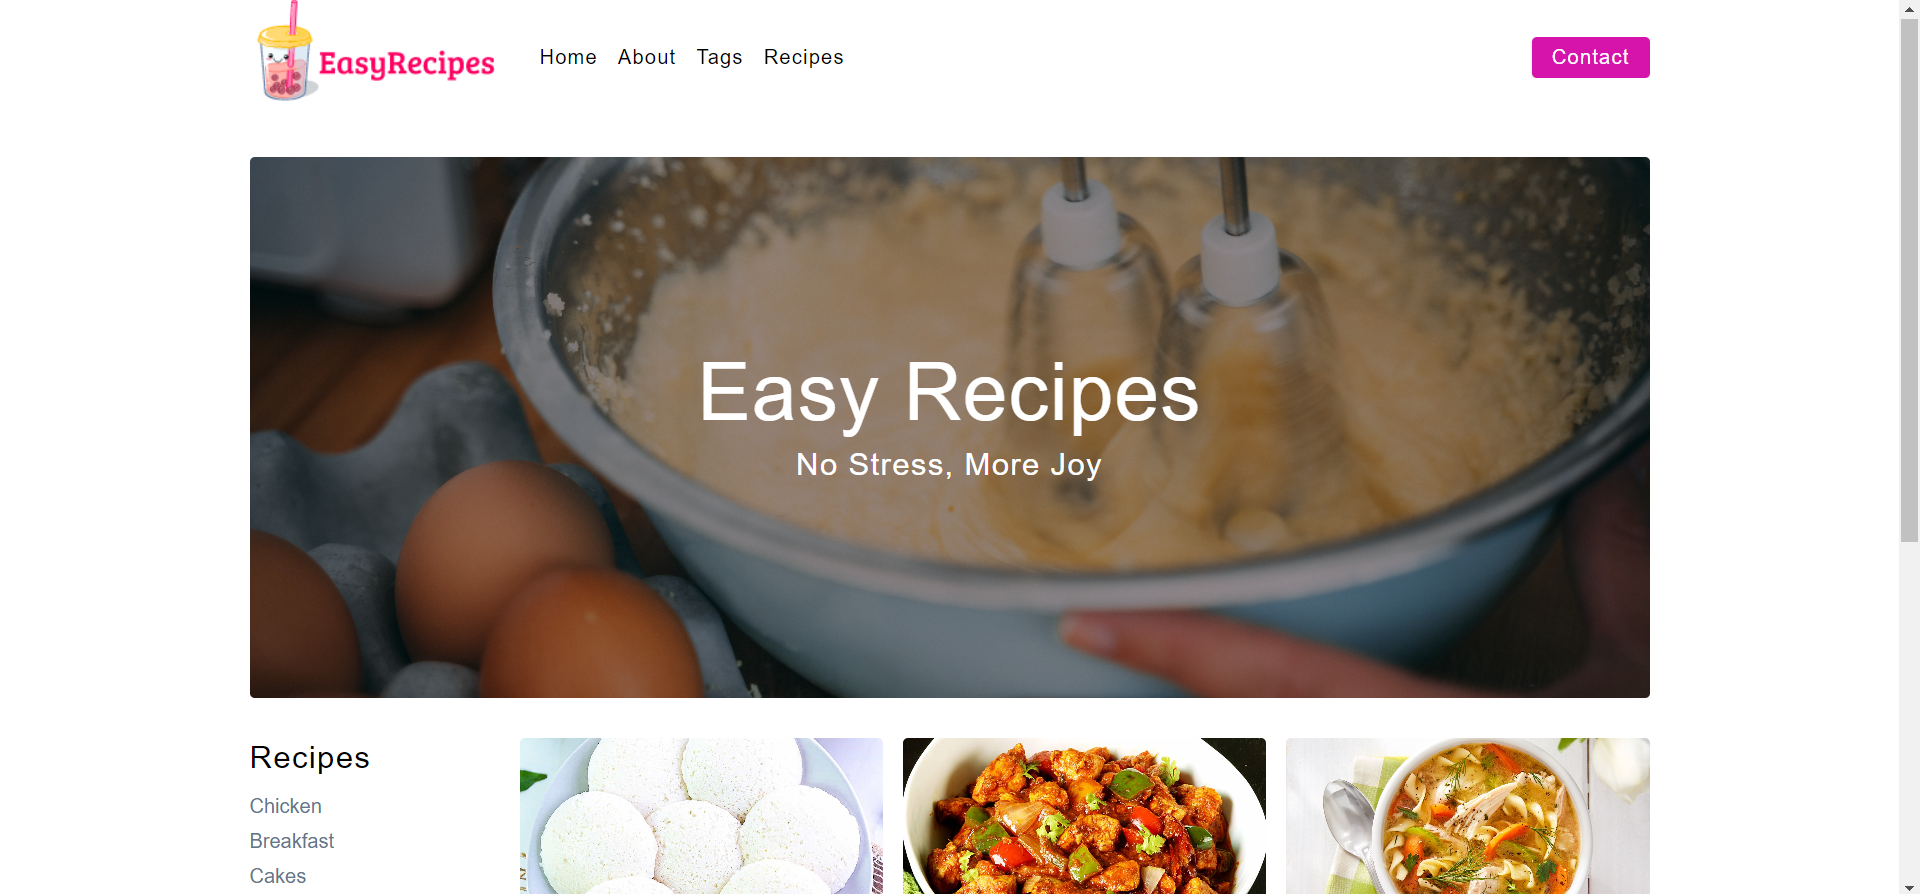 EasyRecipes
Home About Tags Recipes
Contact
Easy Recipes
No Stress, More Joy
Recipes
Chicken
Breakfast
Cakes